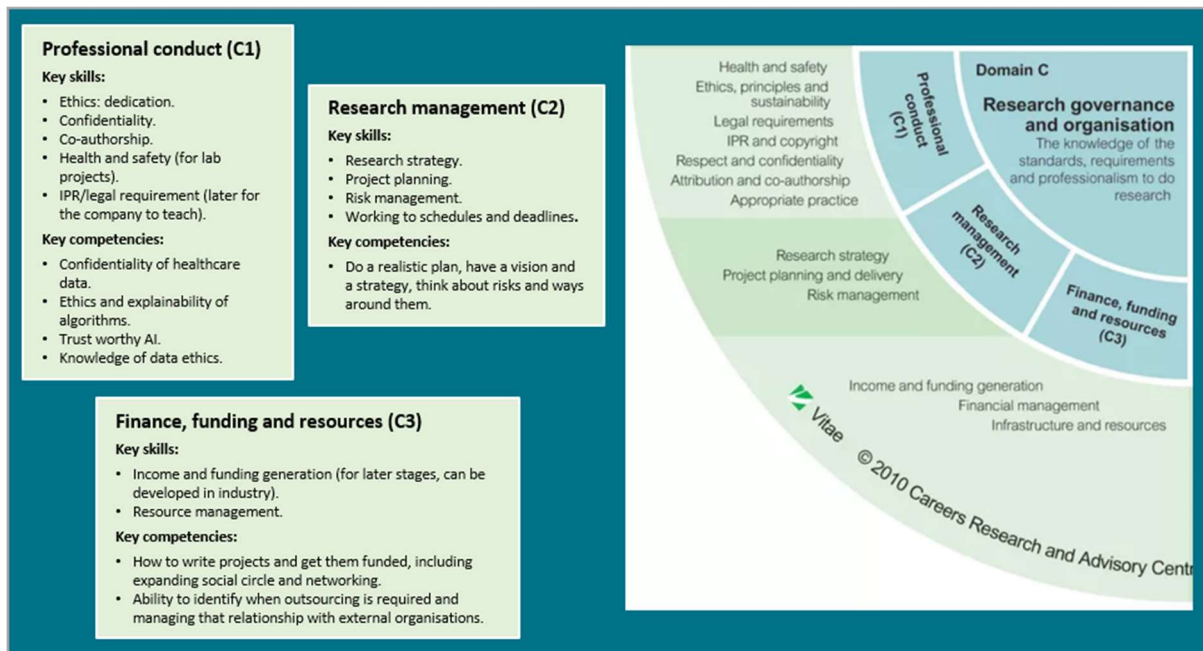 Professional conduct (C1)
Key skills:
• Ethics: dedication.
• Confidentiality.
• Co-authorship.
• Health and safety (for lab
projects).
• IPR/legal requirement (later for
the company to teach).
Key competencies:
• Confidentiality of healthcare
data.
• Ethics and explainability of
algorithms.
• Trust worthy AI.
• Knowledge of data ethics.
Research management (C2)
Key skills:
• Research strategy.
• Project planning.
• Risk management.
• Working to schedules and deadlines.
Key competencies:
• Do a realistic plan, have a vision and
a strategy, think about risks and ways
around them.
Finance, funding and resources (C3)
Key skills:
• Income and funding generation (for later stages, can be
developed in industry).
• Resource management.
Key competencies:
• How to write projects and get them funded, including
expanding social circle and networking.
• Ability to identify when outsourcing is required and
managing that relationship with external organisations.
Domain C
Research governance
and organisation
The knowledge of the
standards, requirements
and professionalism to do
research
Professional
conduct
(C1)
Research
management
(C2)
Finance, funding
and resources
(C3)
Health and safety
Ethics, principles and
sustainability
Legal requirements
IPR and copyright
Respect and confidentiality
Attribution and co-authorship
Appropriate practice
Research strategy
Project planning and delivery
Risk management
Income and funding generation
Financial management
Infrastructure and resources
Vitae © 2010 Careers Research and Advisory Centr